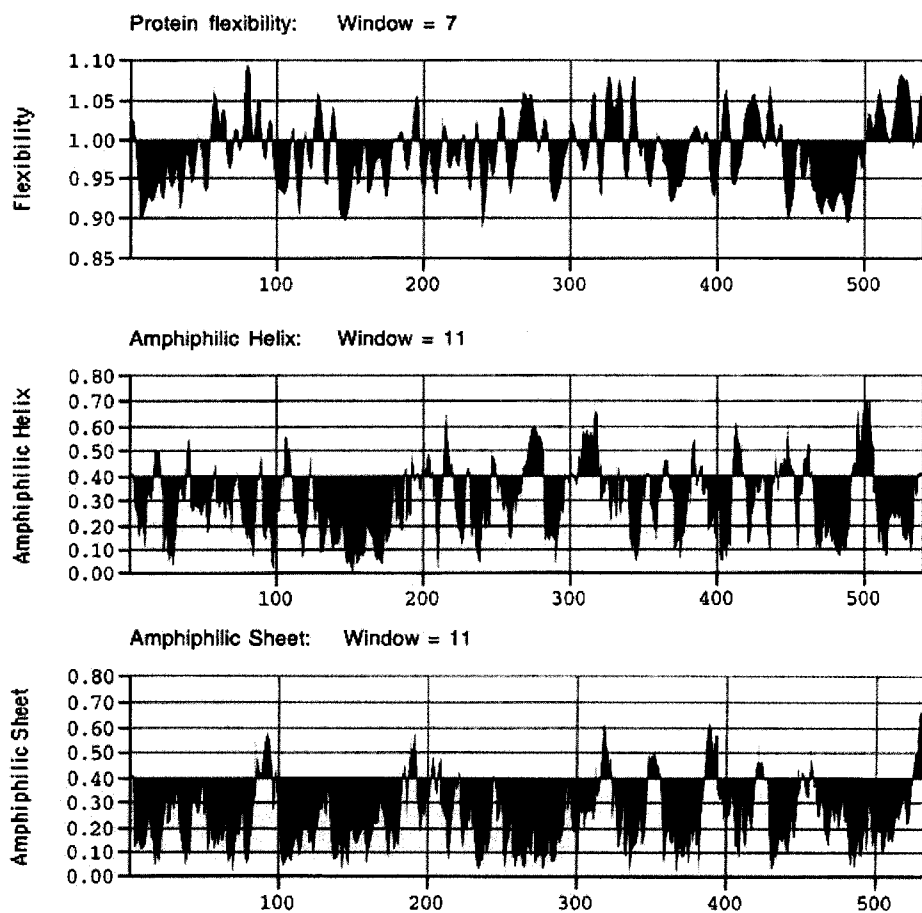 Protein flexibility: Window = 7
Flexibility
1.10
1.05
1.00
0.95
0.90
0.85
100 200 300 400 500
Amphiphilic Helix: Window = 11
Amphiphilic Helix
0.80
0.70
0.60
0.50
0.40
0.30
0.20
0.10
0.00
100 200 300 400 500
Amphiphilic Sheet: Window = 11
Amphiphilic Sheet
0.80
0.70
0.60
0.50
0.40
0.30
0.20
0.10
0.00
100 200 300 400 500